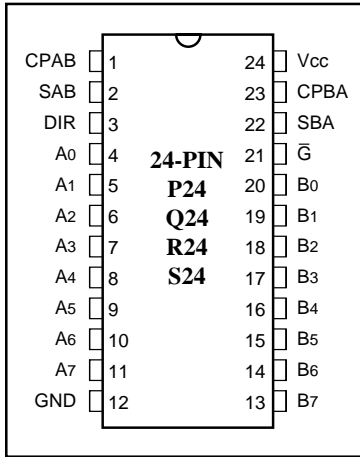 CPAB 1 24 Vcc
SAB 2 23 CPBA
DIR 3 22 SBA
A0 4 24-PIN 21 G̅
A1 5 P24 20 B0
A2 6 Q24 19 B1
A3 7 R24 18 B2
A4 8 S24 17 B3
A5 9 16 B4
A6 10 15 B5
A7 11 14 B6
GND 12 13 B7